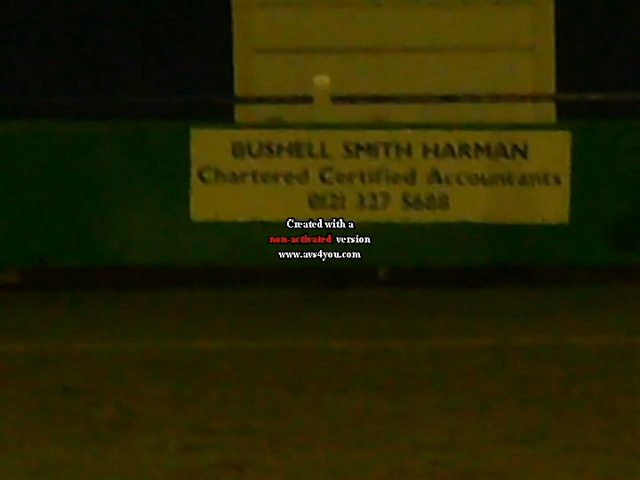 BUSHELL SMITH HARMAN
Chartered Certified Accountants
0121 327 5688
Created with a
non-activated version
www.avs4you.com